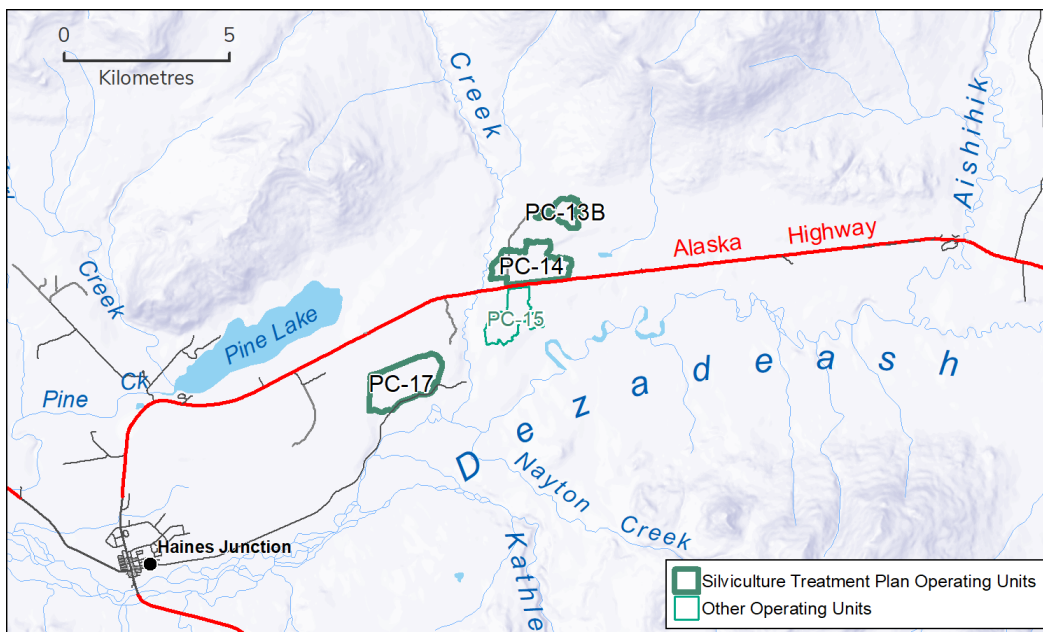 0 5
Kilometres
Creek
Aishihik
PC-13B
Alaska Highway
PC-14
Creek
PC-15
Pine Lake
PC-17
Pine Ck
Dezadeash
Nayton Creek
Haines Junction
Kathle
Silviculture Treatment Plan Operating Units
Other Operating Units